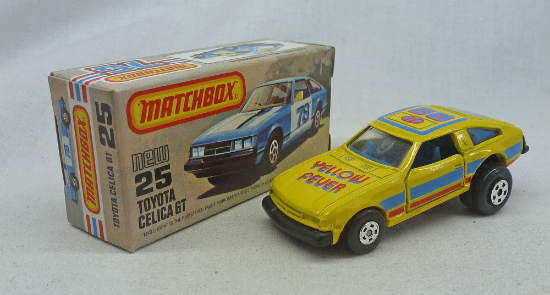 MATCHBOX
new
25
TOYOTA
CELICA GT
78
25
TOYOTA CELICA GT
YELLOW
FEVER